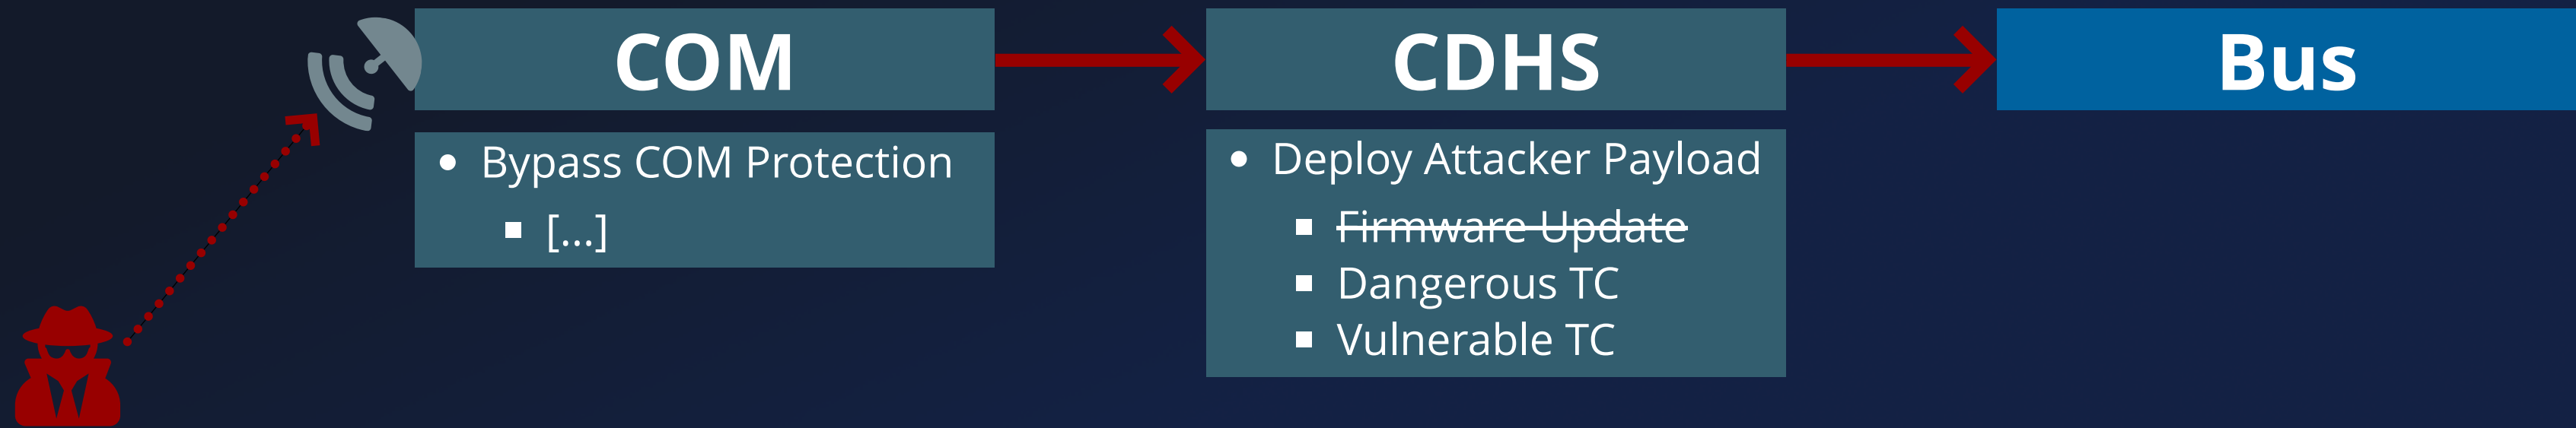 COM
CDHS
Bus
• Bypass COM Protection
▪ [...]
• Deploy Attacker Payload
▪ Firmware Update
▪ Dangerous TC
▪ Vulnerable TC